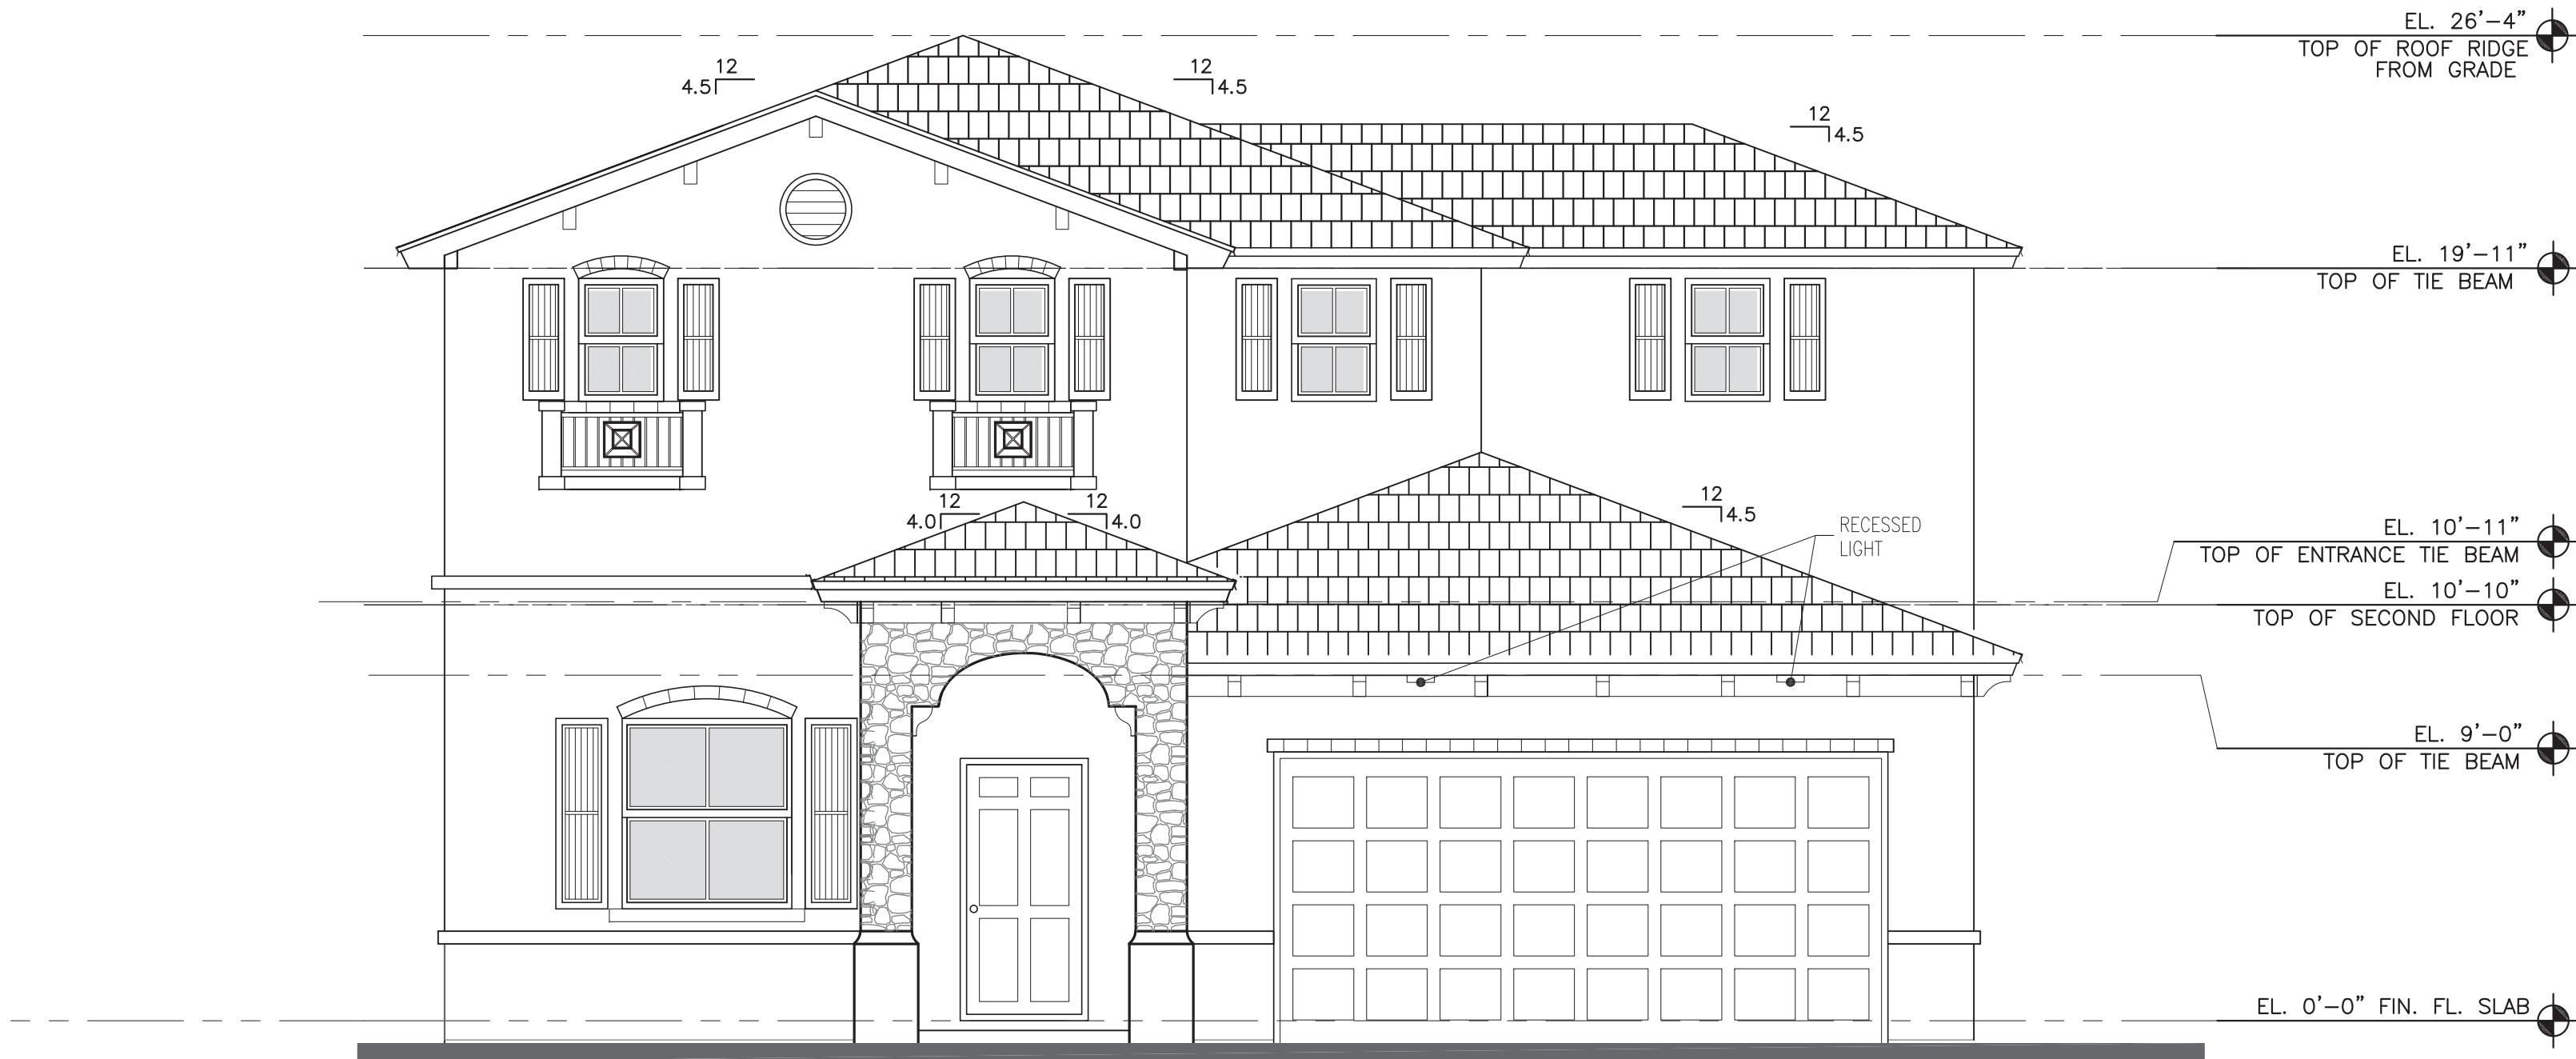 EL. 26'-4"
TOP OF ROOF RIDGE
FROM GRADE
12
4.5
12
4.5
12
4.5
EL. 19'-11"
TOP OF TIE BEAM
12
4.0
12
4.0
12
4.5
RECESSED
LIGHT
EL. 10'-11"
TOP OF ENTRANCE TIE BEAM
EL. 10'-10"
TOP OF SECOND FLOOR
EL. 9'-0"
TOP OF TIE BEAM
EL. 0'-0" FIN. FL. SLAB